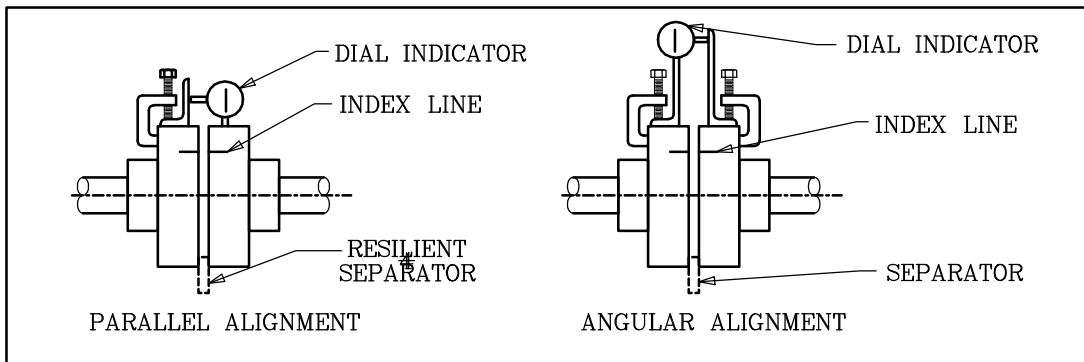 DIAL INDICATOR
INDEX LINE
RESILIENT
SEPARATOR
PARALLEL ALIGNMENT
DIAL INDICATOR
INDEX LINE
SEPARATOR
ANGULAR ALIGNMENT